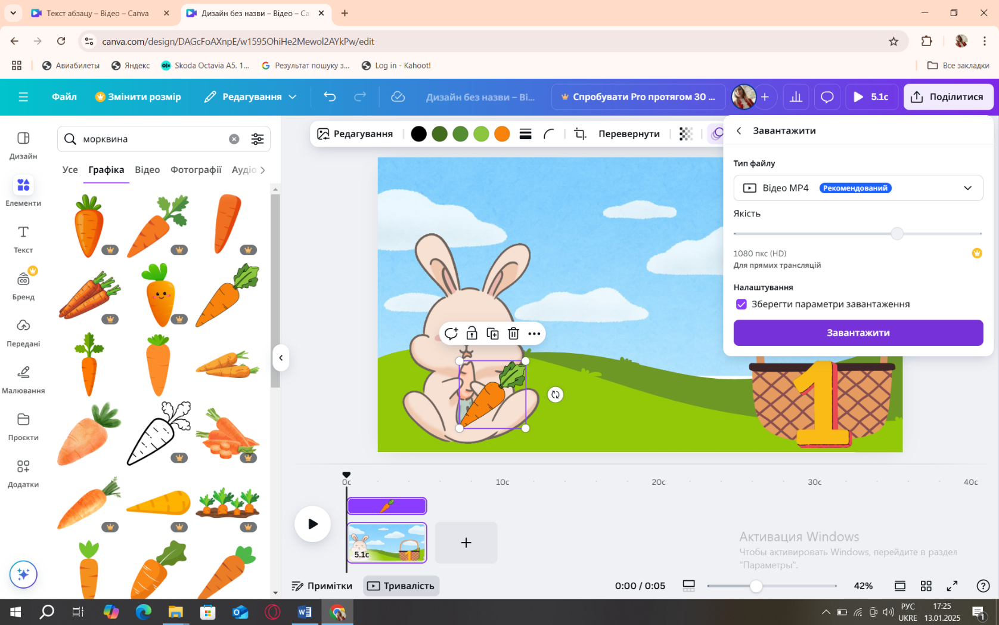 Текст абзацу – Відео – Canva
Дизайн без назви – Відео – Ca
canva.com/design/DAGcFoAXnpE/w1595OhiHe2Mewol2AYkPw/edit
Авиабилеты
Яндекс
Skoda Octavia A5. 1...
Результат пошуку з...
Log in - Kahoot!
Все закладки
Файл
Змінити розмір
Редагування
Дизайн без назви – Ві...
Спробувати Pro протягом 30 ...
5.1с
Поділитися
Дизайн
Елементи
Текст
Бренд
Передані
Малювання
Проєкти
Додатки
морквина
Усе
Графіка
Відео
Фотографії
Аудіо
Редагування
Перевернути
Завантажити
Тип файлу
Відео MP4
Рекомендований
Якість
1080 пкс (HD)
Для прямих трансляцій
Налаштування
Зберегти параметри завантаження
Завантажити
1
0с
10с
20с
30с
40с
5.1с
Активация Windows
Чтобы активировать Windows, перейдите в раздел
"Параметры".
Примітки
Тривалість
0:00 / 0:05
42%
РУС
UKRE
17:25
13.01.2025
1